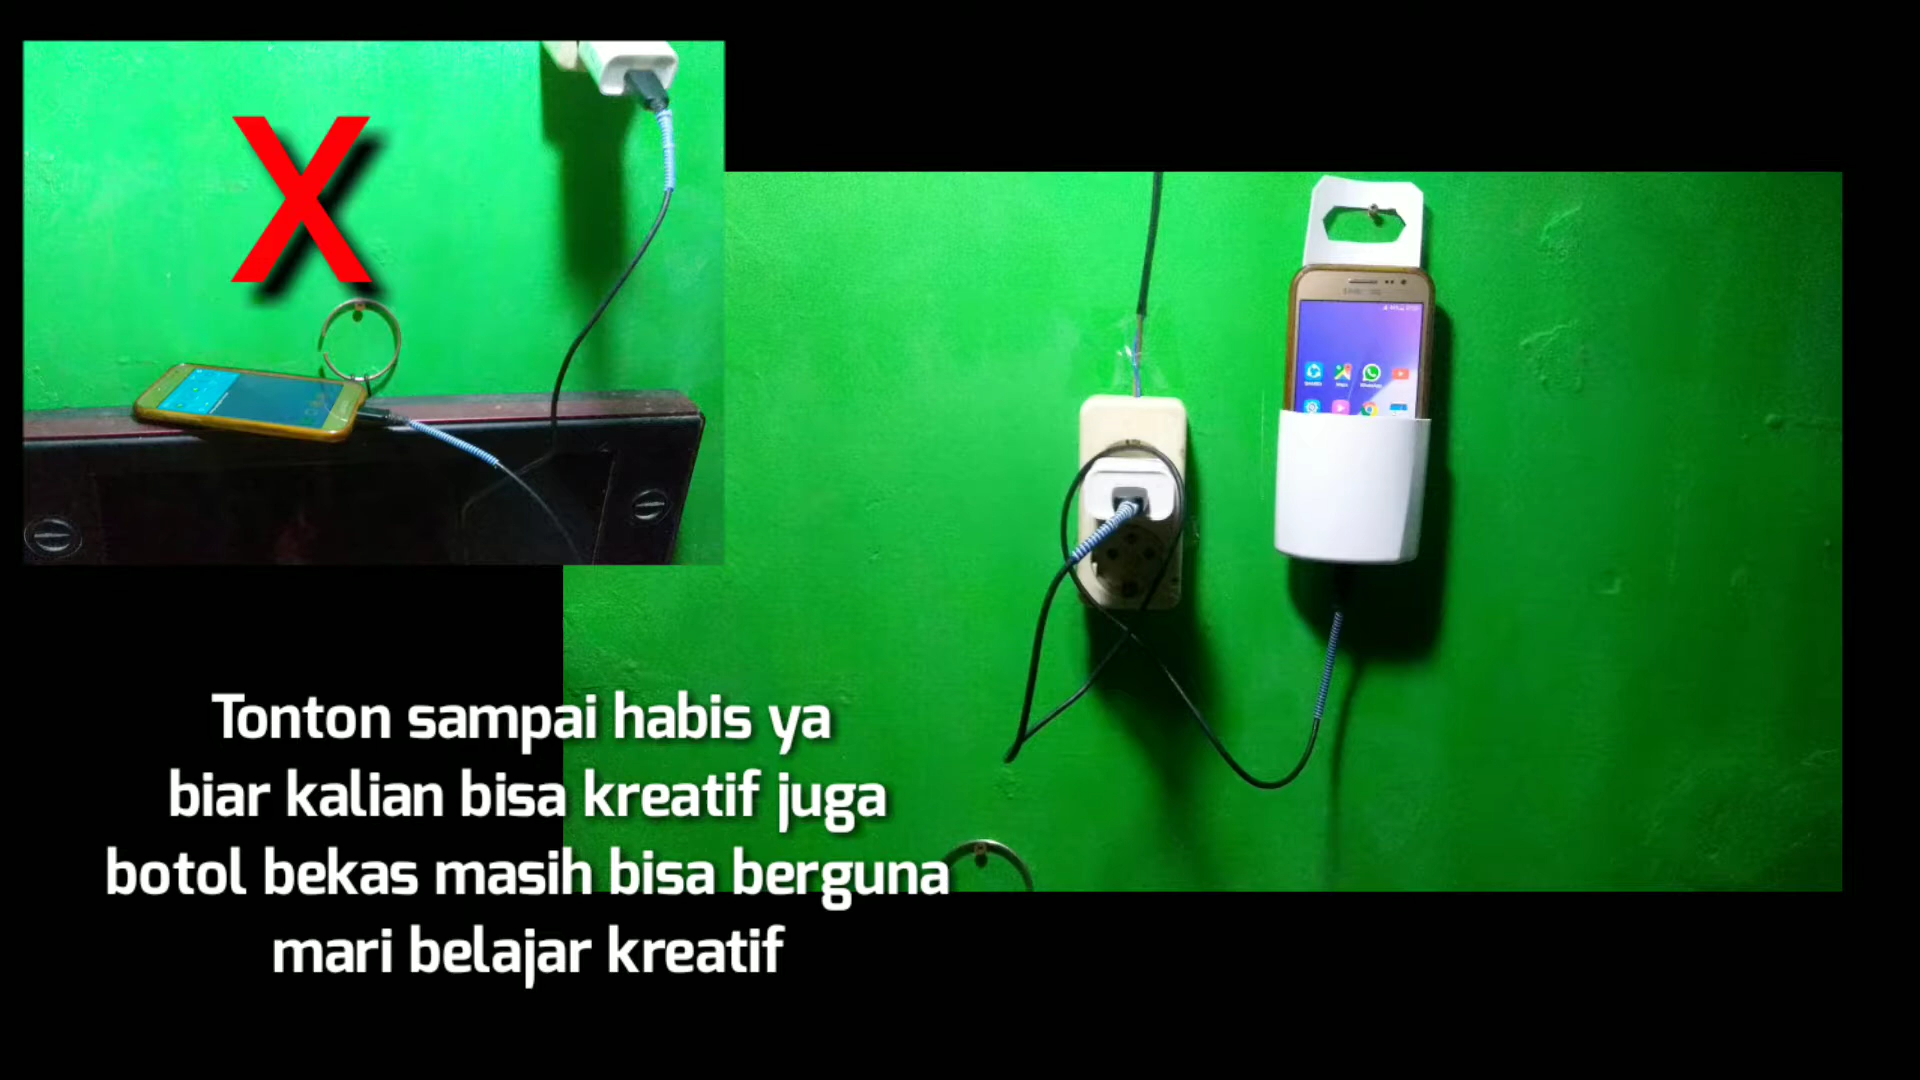 X
Tonton sampai habis ya
biar kalian bisa kreatif juga
botol bekas masih bisa berguna
mari belajar kreatif